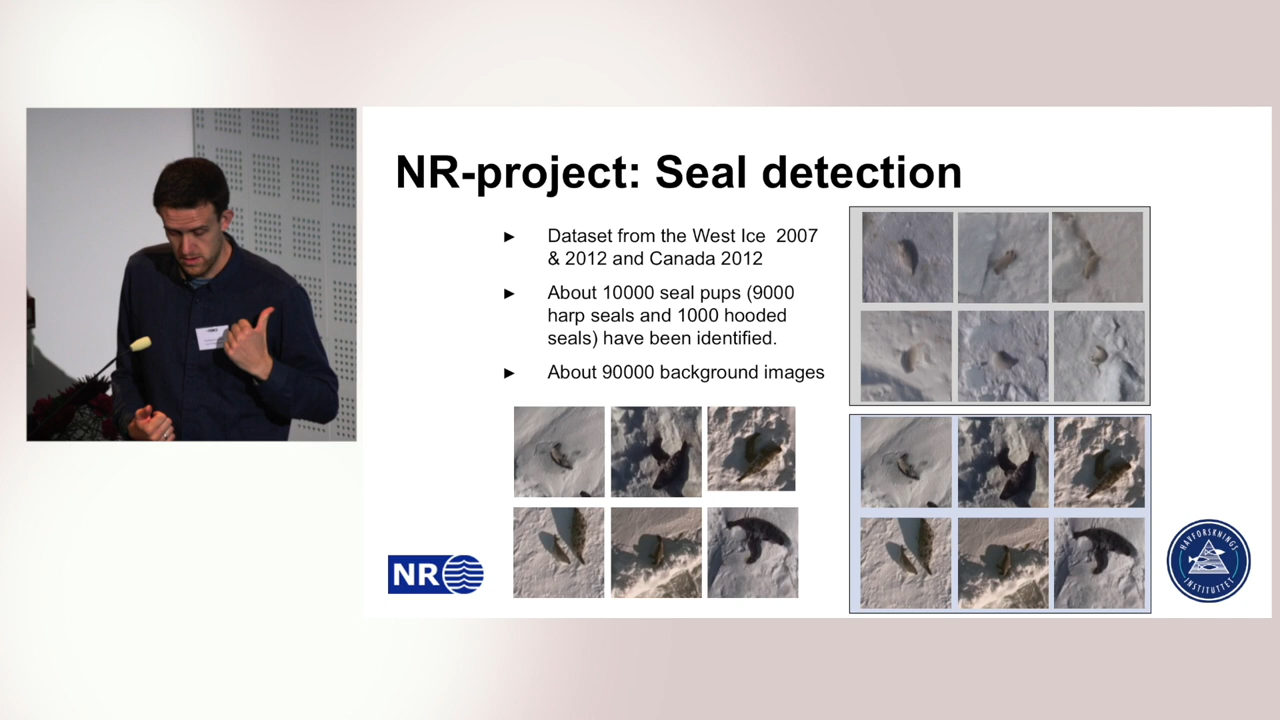 NR-project: Seal detection
► Dataset from the West Ice 2007
& 2012 and Canada 2012
► About 10000 seal pups (9000
harp seals and 1000 hooded
seals) have been identified.
► About 90000 background images
NR
HAVFORSKNINGS
INSTITUTTET